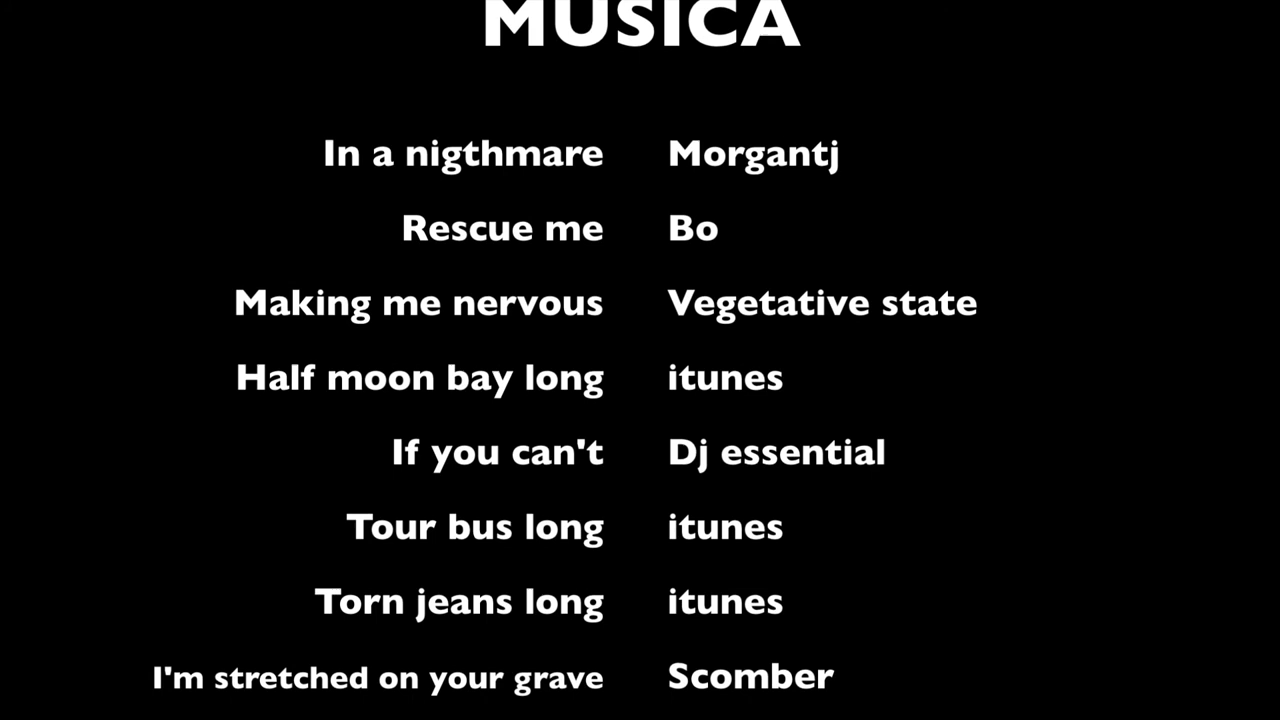 MUSICA
In a nigthmare Morgantj
Rescue me Bo
Making me nervous Vegetative state
Half moon bay long itunes
If you can't Dj essential
Tour bus long itunes
Torn jeans long itunes
I'm stretched on your grave Scomber